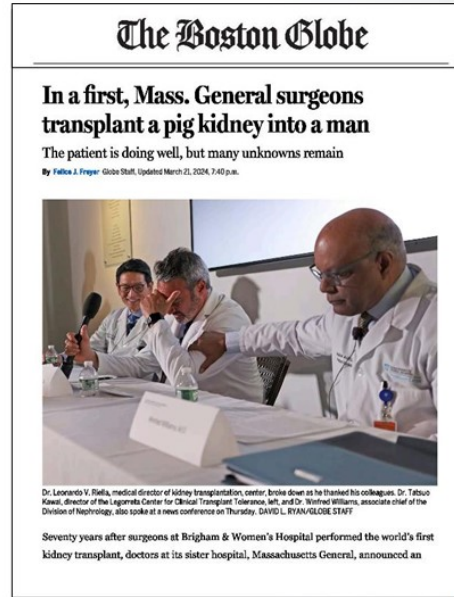 The Boston Globe
In a first, Mass. General surgeons
transplant a pig kidney into a man
The patient is doing well, but many unknowns remain
By Felice J. Freyer Globe Staff, Updated March 21, 2024, 7:40 p.m.
Dr. Leonardo V. Riella, medical director of kidney transplantation, center, broke down as he thanked his colleagues. Dr. Tatsuo
Kawai, director of the Legorreta Center for Clinical Transplant Tolerance, left, and Dr. Winfred Williams, associate chief of the
Division of Nephrology, also spoke at a news conference on Thursday. DAVID L. RYAN/GLOBE STAFF
Seventy years after surgeons at Brigham & Women's Hospital performed the world's first
kidney transplant, doctors at its sister hospital, Massachusetts General, announced an